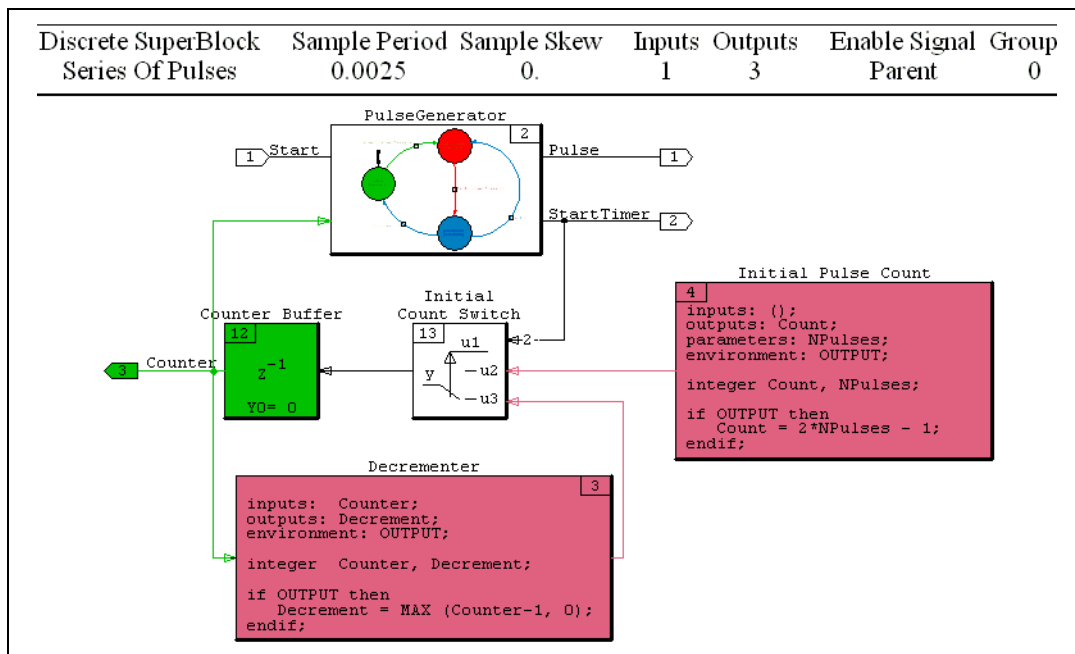 Discrete SuperBlock Sample Period Sample Skew Inputs Outputs Enable Signal Group
Series Of Pulses 0.0025 0. 1 3 Parent 0
PulseGenerator
2
1 Start
Pulse 1
StartTimer 2
Initial Pulse Count
4
inputs: ();
outputs: Count;
parameters: NPulses;
environment: OUTPUT;
integer Count, NPulses;
if OUTPUT then
Count = 2*NPulses - 1;
endif;
Counter Buffer
12
z-1
Y0= 0
Initial
Count Switch
13
u1
u2
u3
y
2
3 Counter
Decrementer
3
inputs: Counter;
outputs: Decrement;
environment: OUTPUT;
integer Counter, Decrement;
if OUTPUT then
Decrement = MAX (Counter-1, 0);
endif;